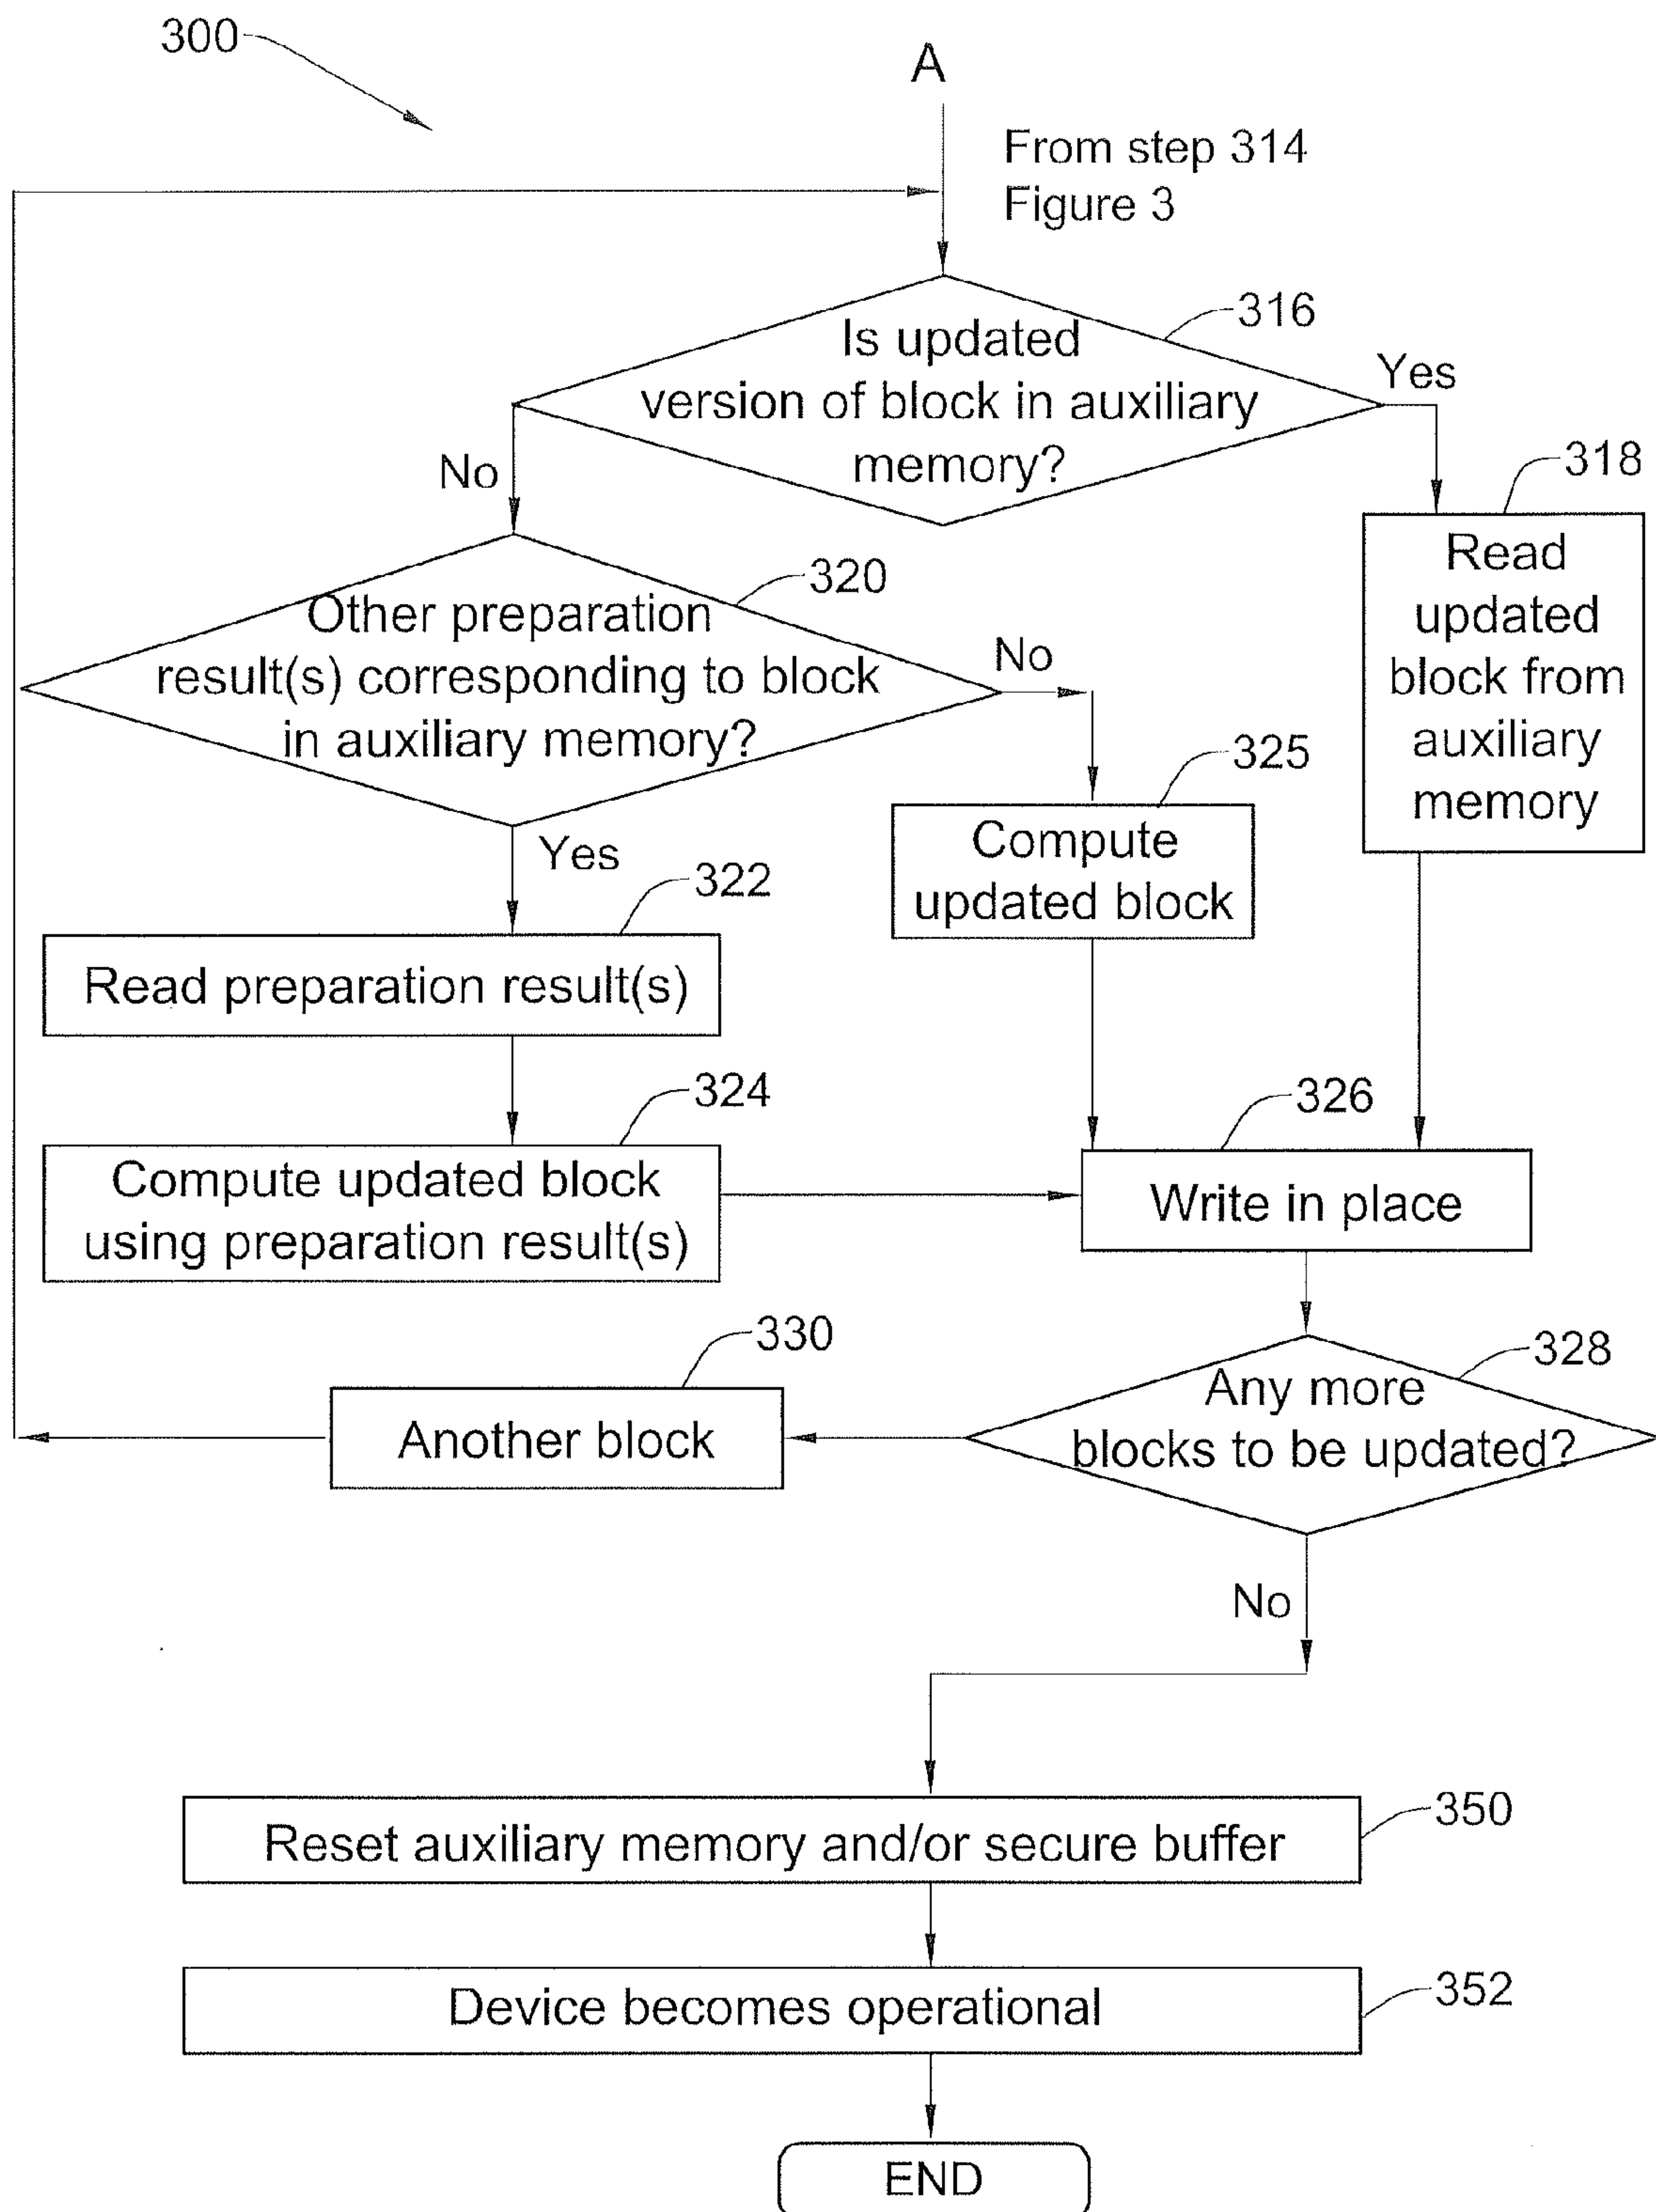 300
A
From step 314
Figure 3
316
Is updated
version of block in auxiliary
memory?
Yes
No
318
Read
updated
block from
auxiliary
memory
320
Other preparation
result(s) corresponding to block
in auxiliary memory?
No
325
Compute
updated block
Yes
322
Read preparation result(s)
324
Compute updated block
using preparation result(s)
326
Write in place
328
Any more
blocks to be updated?
330
Another block
No
350
Reset auxiliary memory and/or secure buffer
352
Device becomes operational
END